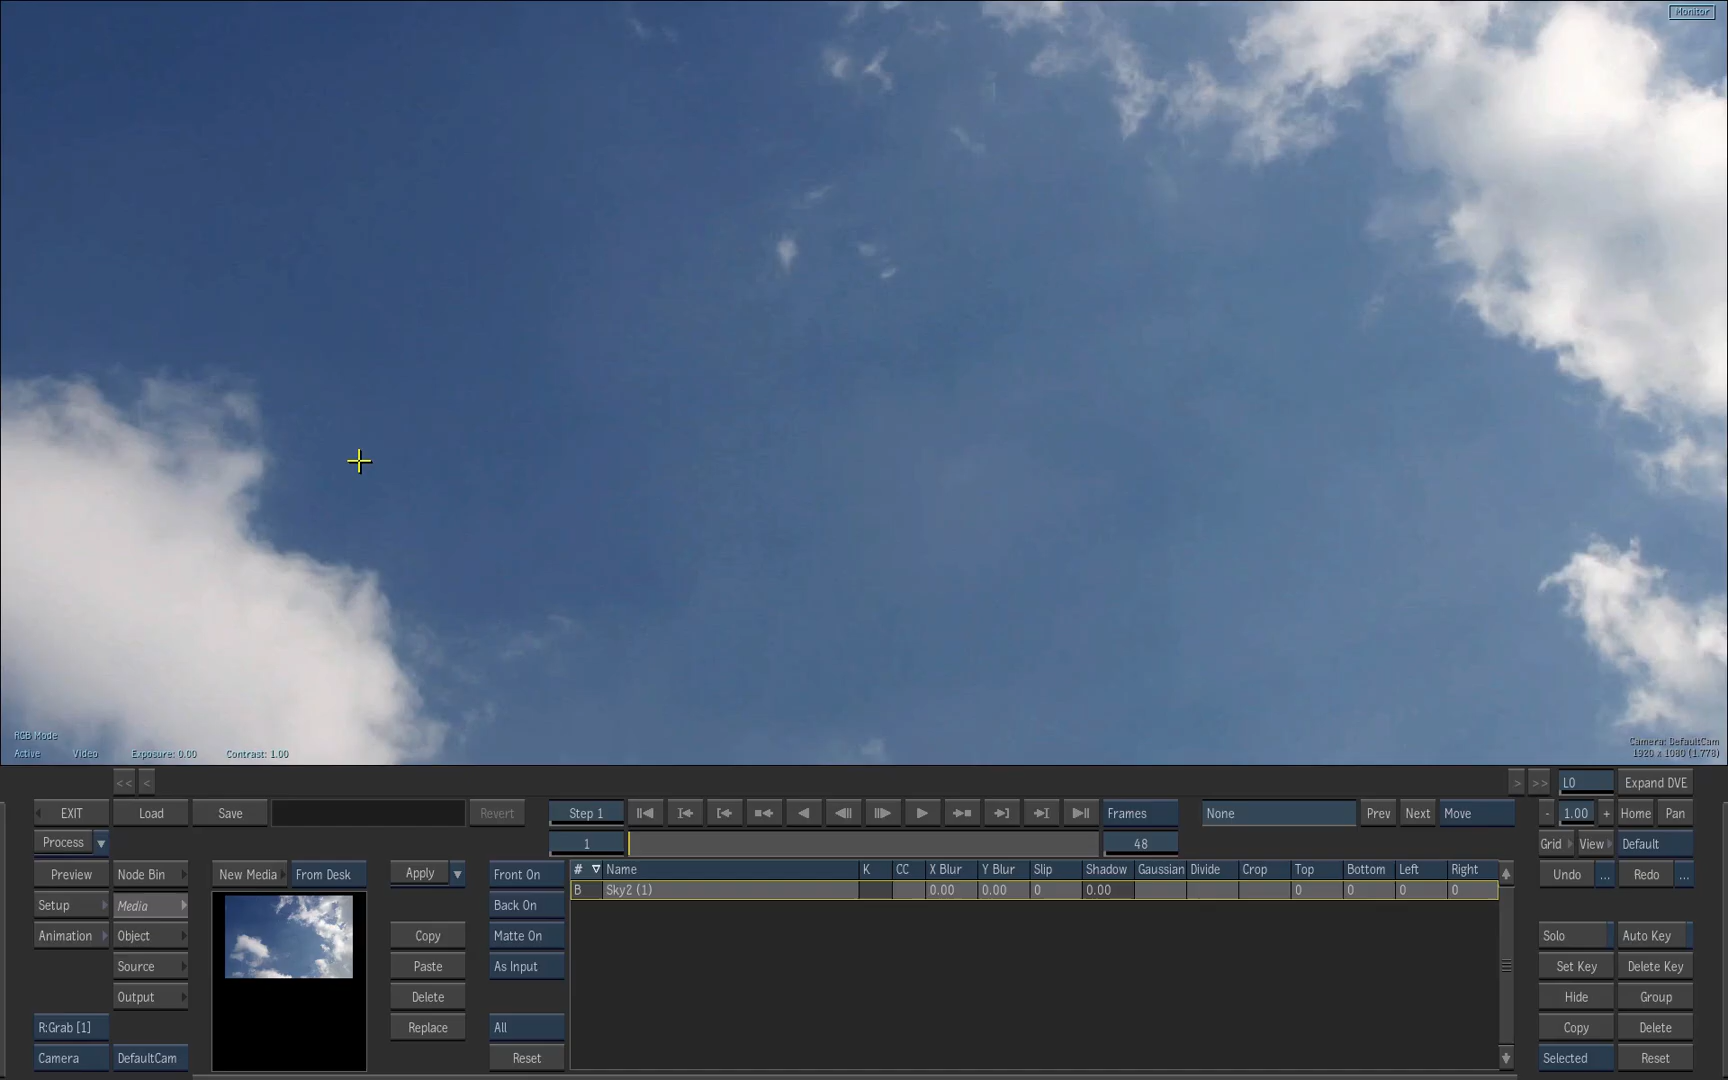 Monitor
RGB Mode
Active Video Exposure: 0.00 Contrast: 1.00
Camera: DefaultCam
1920 x 1080 (1.778)
<< < > >> L0 Expand DVE
EXIT Load Save Revert Step 1 Frames None Prev Next Move - 1.00 + Home Pan
Process 1 48 Grid View Default
Preview Node Bin New Media From Desk Apply Front On # Name K CC X Blur Y Blur Slip Shadow Gaussian Divide Crop Top Bottom Left Right Undo ... Redo ...
B Sky2 (1) 0.00 0.00 0 0.00 0 0 0 0
Setup Media Back On
Animation Object Copy Matte On Solo Auto Key
Source Paste As Input Set Key Delete Key
Output Delete Hide Group
R:Grab [1] Replace All Copy Delete
Camera DefaultCam Reset Selected Reset